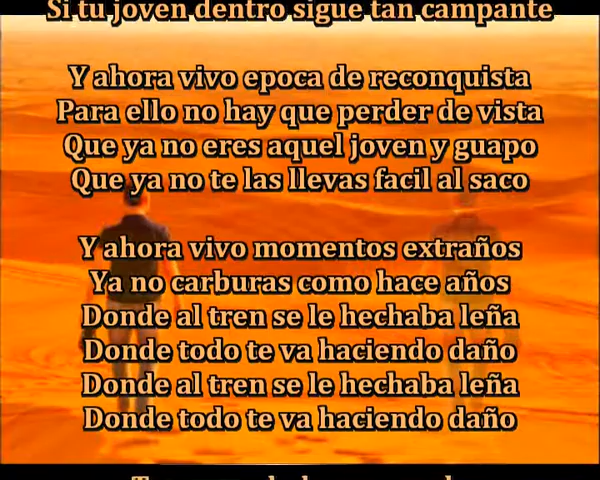 Si tu joven dentro sigue tan campante
Y ahora vivo epoca de reconquista
Para ello no hay que perder de vista
Que ya no eres aquel joven y guapo
Que ya no te las llevas facil al saco
Y ahora vivo momentos extraños
Ya no carburas como hace años
Donde al tren se le hechaba leña
Donde todo te va haciendo daño
Donde al tren se le hechaba leña
Donde todo te va haciendo daño